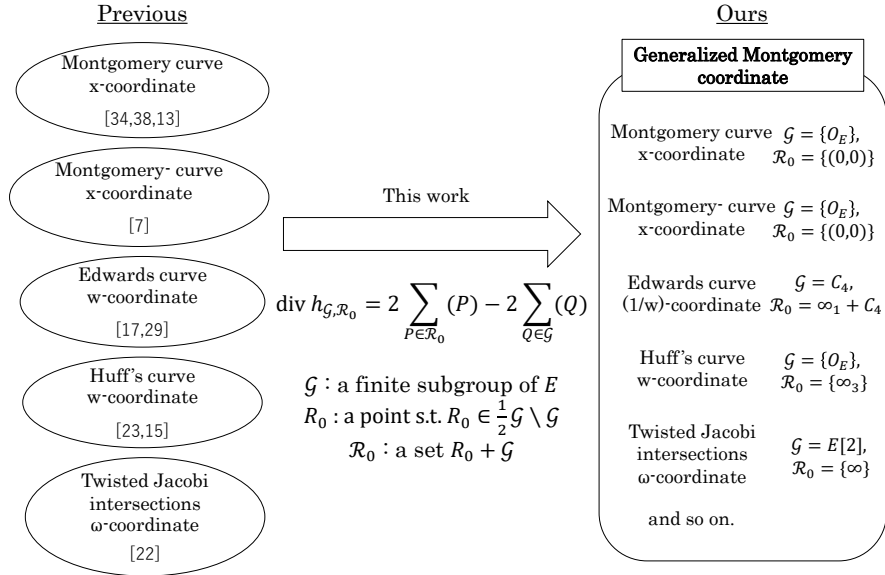 Previous
Montgomery curve
x-coordinate
[34,38,13]
Montgomery- curve
x-coordinate
[7]
Edwards curve
w-coordinate
[17,29]
Huff's curve
w-coordinate
[23,15]
Twisted Jacobi
intersections
ω-coordinate
[22]
This work
div h_{𝒢,ℛ₀} = 2 ∑_{P∈ℛ₀} (P) − 2 ∑_{Q∈𝒢} (Q)
𝒢 : a finite subgroup of E
R₀ : a point s.t. R₀ ∈ ½𝒢 \ 𝒢
ℛ₀ : a set R₀ + 𝒢
Ours
Generalized Montgomery
coordinate
Montgomery curve 𝒢 = {O_E},
x-coordinate ℛ₀ = {(0,0)}
Montgomery- curve 𝒢 = {O_E},
x-coordinate ℛ₀ = {(0,0)}
Edwards curve 𝒢 = C₄,
(1/w)-coordinate ℛ₀ = ∞₁ + C₄
Huff's curve 𝒢 = {O_E},
w-coordinate ℛ₀ = {∞₃}
Twisted Jacobi
intersections
ω-coordinate
𝒢 = E[2],
ℛ₀ = {∞}
and so on.